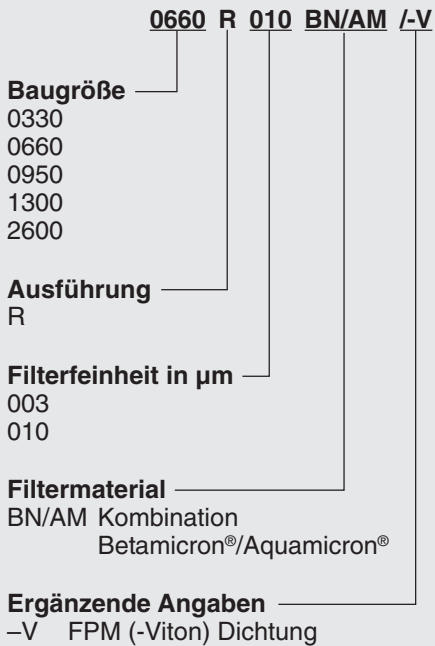 0660 R 010 BN/AM /-V
Baugröße
0330
0660
0950
1300
2600
Ausführung
R
Filterfeinheit in µm
003
010
Filtermaterial
BN/AM Kombination
Betamicron®/Aquamicron®
Ergänzende Angaben
–V FPM (-Viton) Dichtung